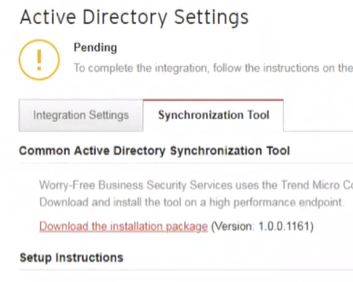 Active Directory Settings
Pending
To complete the integration, follow the instructions on the
Integration Settings
Synchronization Tool
Common Active Directory Synchronization Tool
Worry-Free Business Security Services uses the Trend Micro Co
Download and install the tool on a high performance endpoint.
Download the installation package (Version: 1.0.0.1161)
Setup Instructions